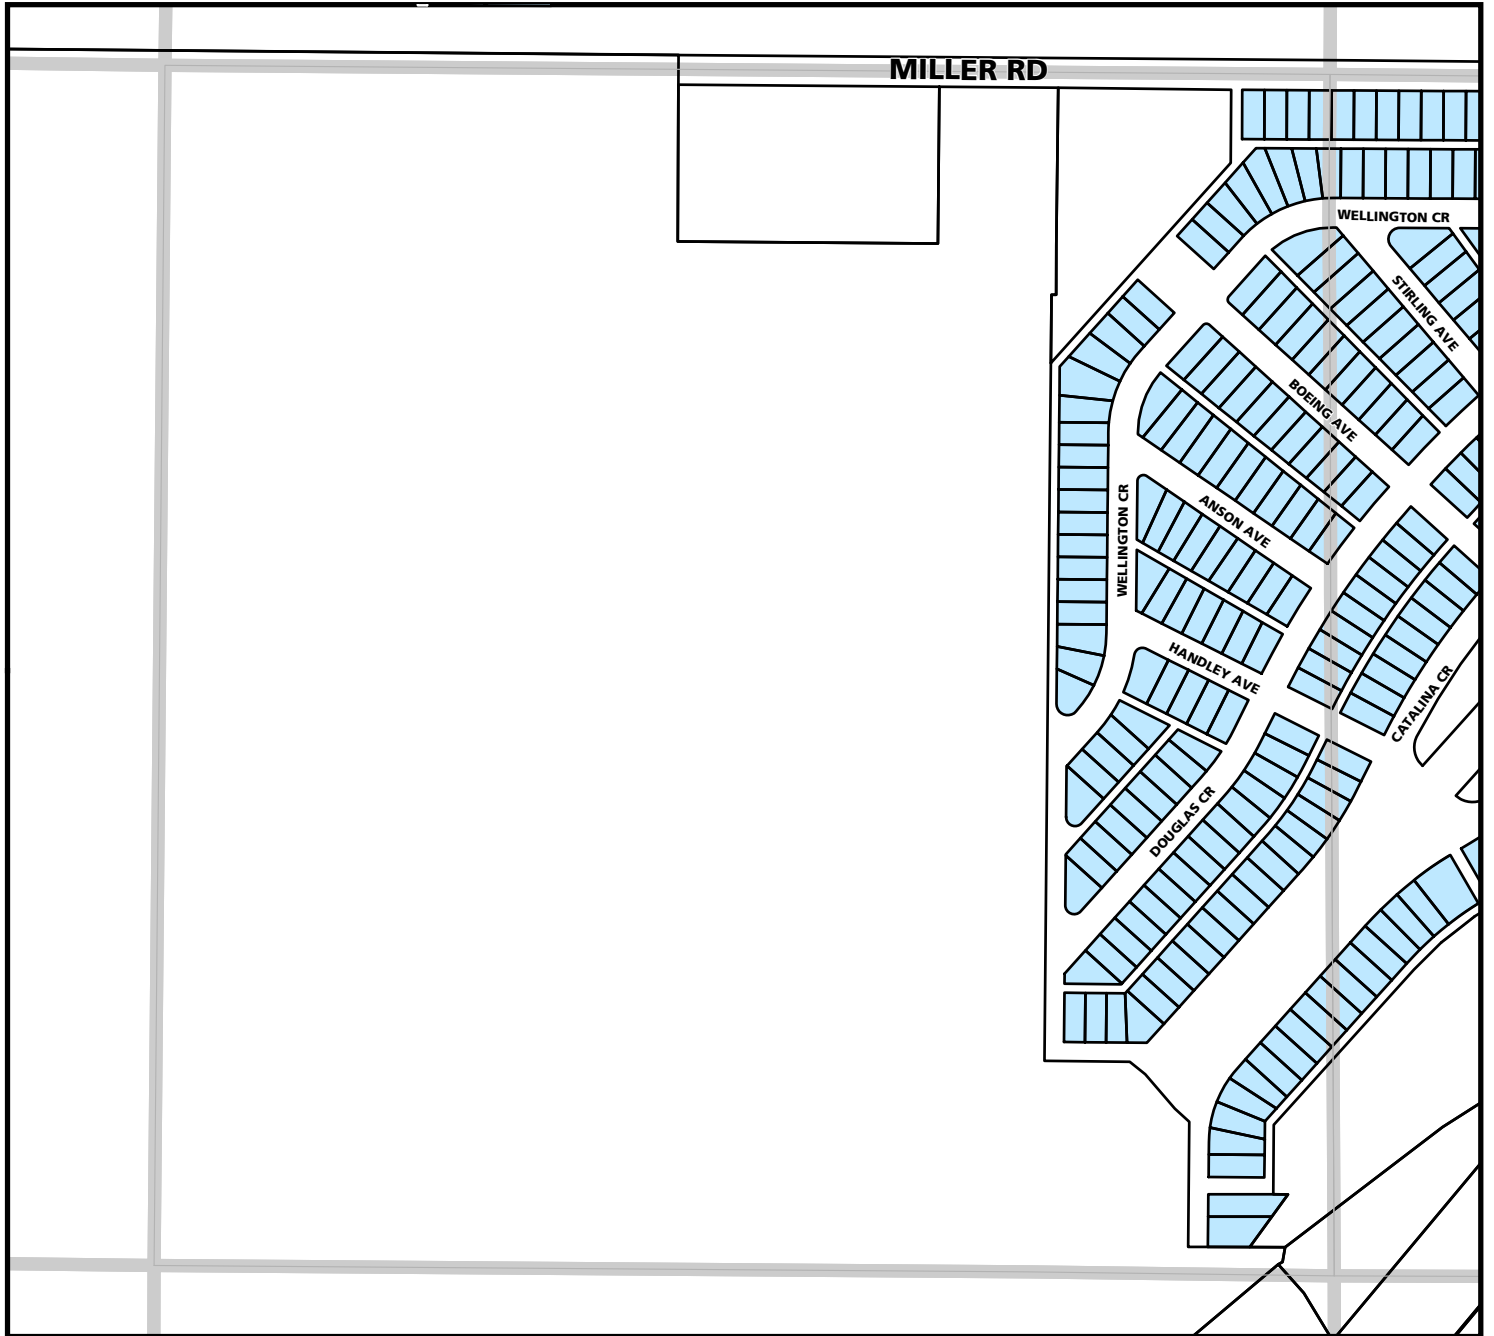 MILLER RD
WELLINGTON CR
STIRLING AVE
BOEING AVE
WELLINGTON CR
ANSON AVE
HANDLEY AVE
CATALINA CR
DOUGLAS CR